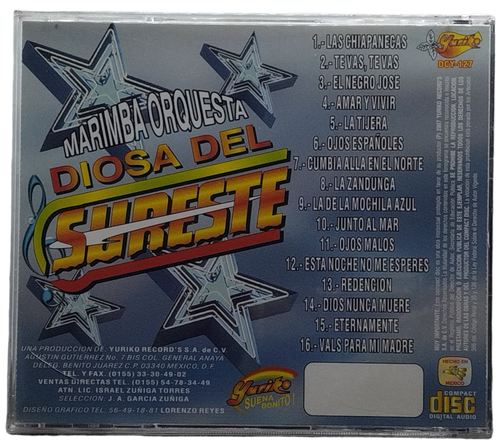 MARIMBA ORQUESTA
DIOSA DEL
SURESTE
1.- LAS CHIAPANECAS
2.- TE VAS, TE VAS
3.- EL NEGRO JOSE
4.- AMAR Y VIVIR
5.- LA TIJERA
6.- OJOS ESPAÑOLES
7.- CUMBIA ALLA EN EL NORTE
8.- LA ZANDUNGA
9.- LA DE LA MOCHILA AZUL
10.- JUNTO AL MAR
11.- OJOS MALOS
12.- ESTA NOCHE NO ME ESPERES
13.- REDENCION
14.- DIOS NUNCA MUERE
15.- ETERNAMENTE
16.- VALS PARA MI MADRE
Yuriko
DCY-027
UNA PRODUCCION DE: YURIKO RECORD'S S.A. de C.V.
AGUSTIN GUTIERREZ No. 7 BIS COL. GENERAL ANAYA
DELEG. BENITO JUAREZ C.P. 03340 MEXICO, D.F.
TEL. Y FAX (0155) 33-30-49-02
VENTAS DIRECTAS TEL. (0155) 54-78-34-49
ATN. LIC. ISRAEL ZUÑIGA TORRES
SELECCION: J. A. GARCIA ZUÑIGA
DISEÑO GRAFICO TEL. 56-49-18-81 LORENZO REYES
Yuriko
SUENA
BONITO!
HECHO EN
MEXICO
COMPACT
disc
DIGITAL AUDIO